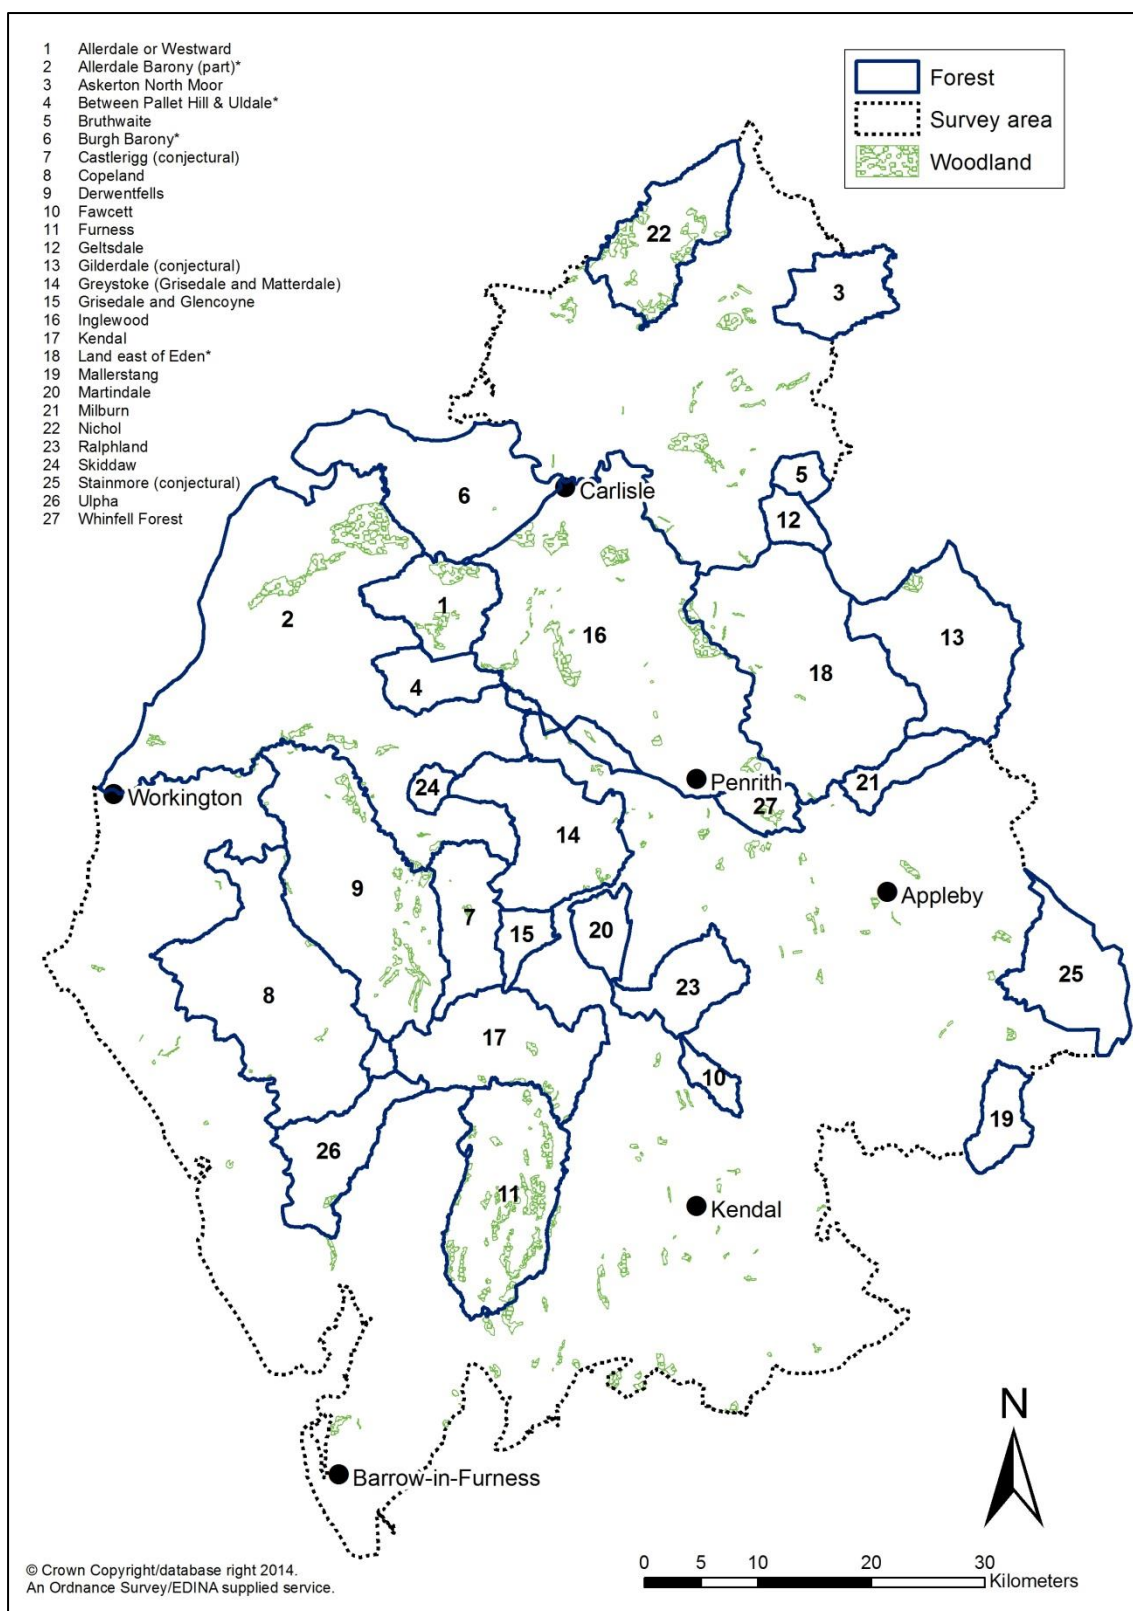 1 Allerdale or Westward
2 Allerdale Barony (part)*
3 Askerton North Moor
4 Between Pallet Hill & Uldale*
5 Bruthwaite
6 Burgh Barony*
7 Castlerigg (conjectural)
8 Copeland
9 Derwentfells
10 Fawcett
11 Furness
12 Geltsdale
13 Gilderdale (conjectural)
14 Greystoke (Grisedale and Matterdale)
15 Grisedale and Glencoyne
16 Inglewood
17 Kendal
18 Land east of Eden*
19 Mallerstang
20 Martindale
21 Milburn
22 Nichol
23 Ralphland
24 Skiddaw
25 Stainmore (conjectural)
26 Ulpha
27 Whinfell Forest
Forest
Survey area
Woodland
22
3
5
6
Carlisle
12
1
2
16
13
18
4
24
Penrith
21
Workington
27
14
9
Appleby
7
15
20
25
8
23
17
10
19
26
11
Kendal
N
Barrow-in-Furness
© Crown Copyright/database right 2014.
An Ordnance Survey/EDINA supplied service.
0 5 10 20 30
Kilometers